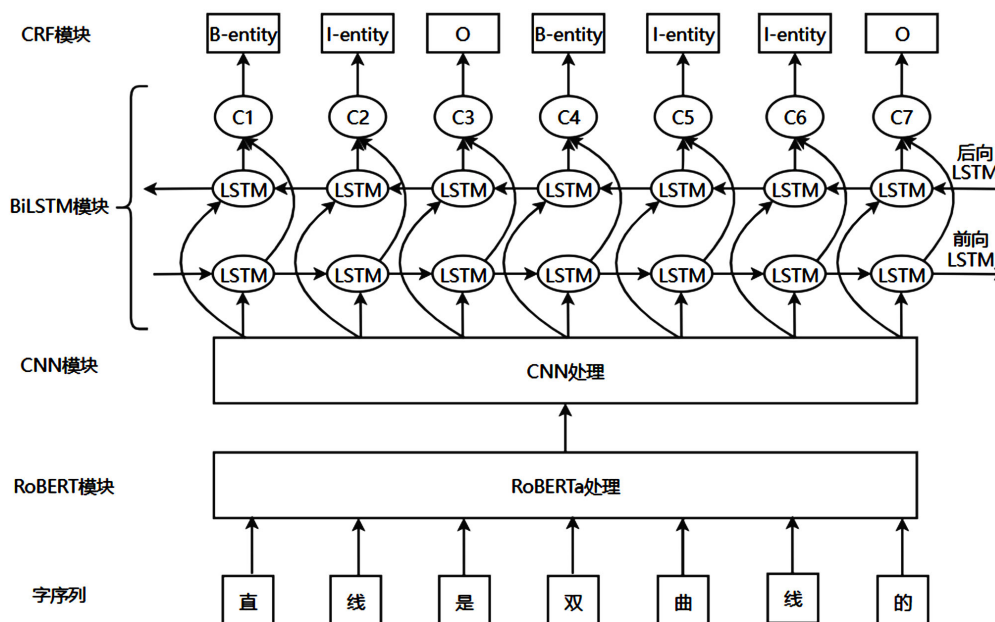 CRF模块 B-entity I-entity O B-entity I-entity I-entity O
C1 C2 C3 C4 C5 C6 C7
后向
LSTM
BiLSTM模块 LSTM LSTM LSTM LSTM LSTM LSTM LSTM
前向
LSTM
LSTM LSTM LSTM LSTM LSTM LSTM LSTM
CNN模块 CNN处理
RoBERT模块 RoBERTa处理
字序列 直 线 是 双 曲 线 的